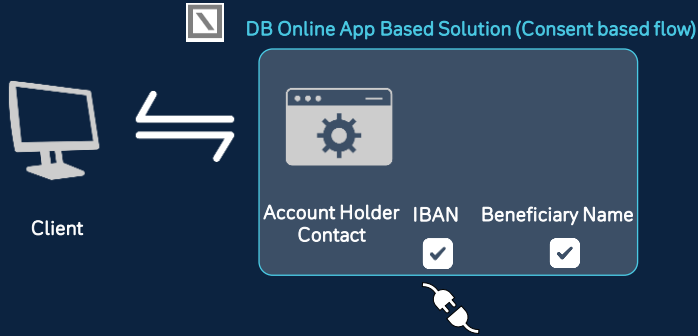 DB Online App Based Solution (Consent based flow)
Client
Account Holder
Contact
IBAN
Beneficiary Name